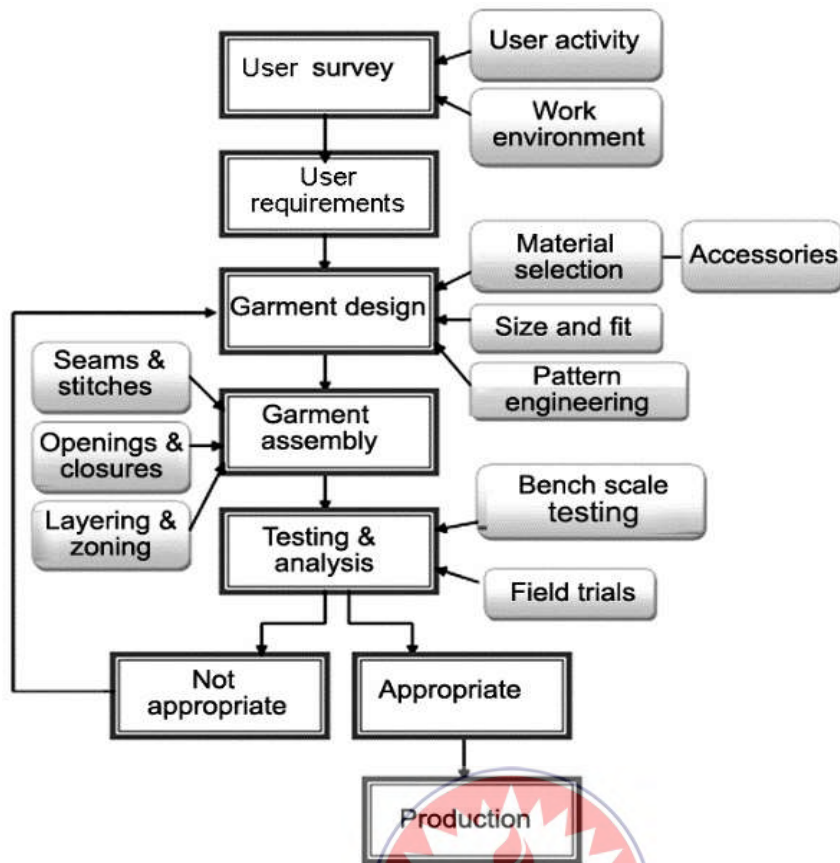 User survey
User activity
Work
environment
User
requirements
Garment design
Material
selection
Accessories
Size and fit
Pattern
engineering
Seams &
stitches
Openings &
closures
Layering &
zoning
Garment
assembly
Testing &
analysis
Bench scale
testing
Field trials
Not
appropriate
Appropriate
Production